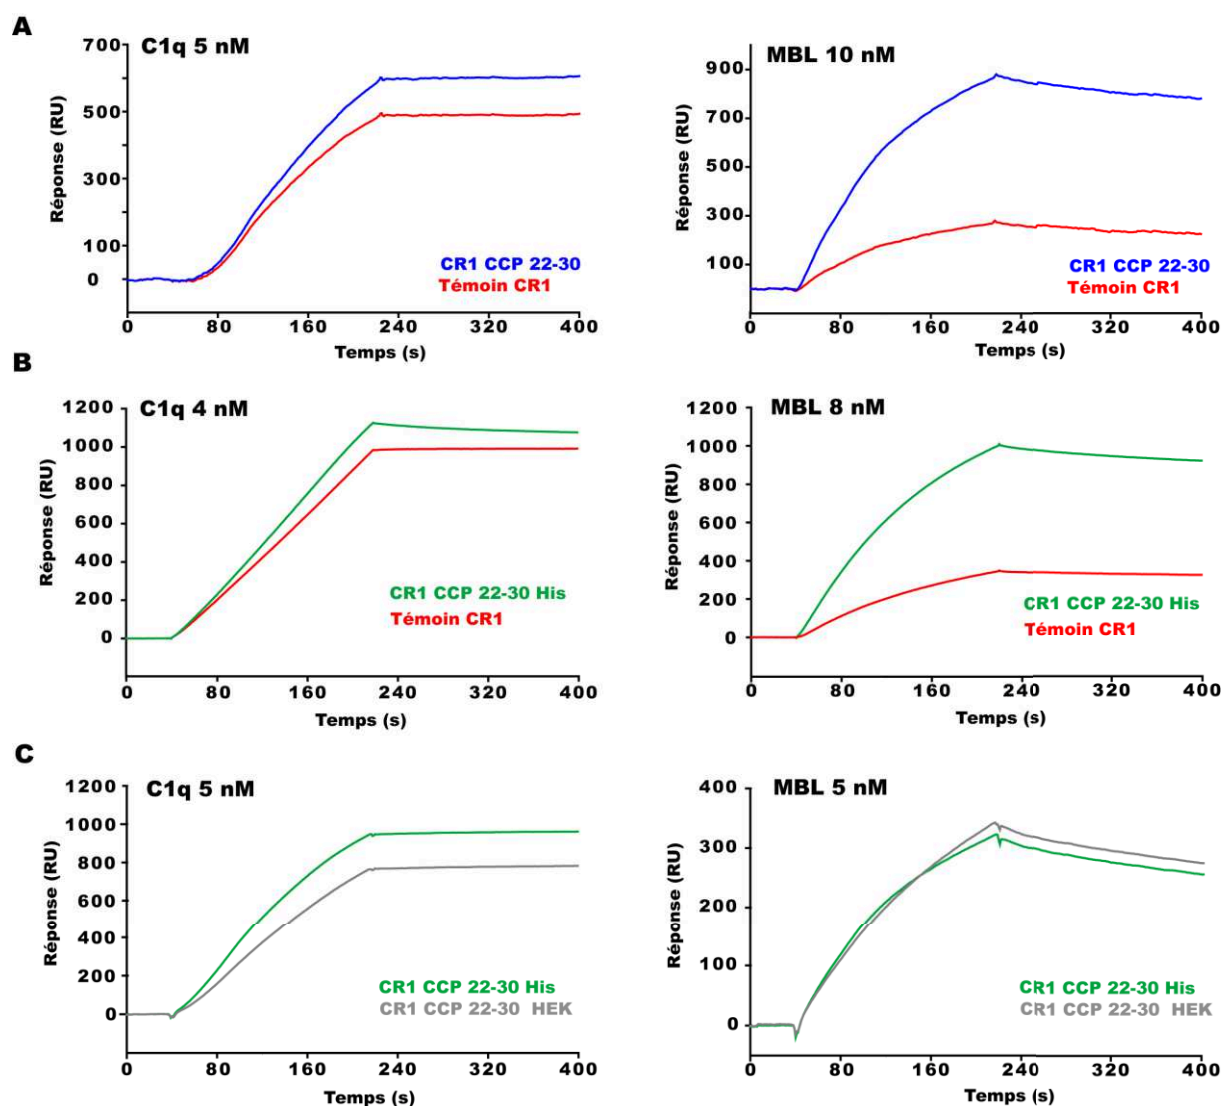 A
C1q 5 nM
Réponse (RU)
700
500
300
100
0
0 80 160 240 320 400
Temps (s)
CR1 CCP 22-30
Témoin CR1
MBL 10 nM
Réponse (RU)
900
700
500
300
100
0 80 160 240 320 400
Temps (s)
CR1 CCP 22-30
Témoin CR1
B
C1q 4 nM
Réponse (RU)
1200
1000
800
600
400
200
0
0 80 160 240 320 400
Temps (s)
CR1 CCP 22-30 His
Témoin CR1
MBL 8 nM
Réponse (RU)
1200
1000
800
600
400
200
0
0 80 160 240 320 400
Temps (s)
CR1 CCP 22-30 His
Témoin CR1
C
C1q 5 nM
Réponse (RU)
1200
1000
800
600
400
200
0
0 80 160 240 320 400
Temps (s)
CR1 CCP 22-30 His
CR1 CCP 22-30 HEK
MBL 5 nM
Réponse (RU)
400
300
200
100
0
0 80 160 240 320 400
Temps (s)
CR1 CCP 22-30 His
CR1 CCP 22-30 HEK